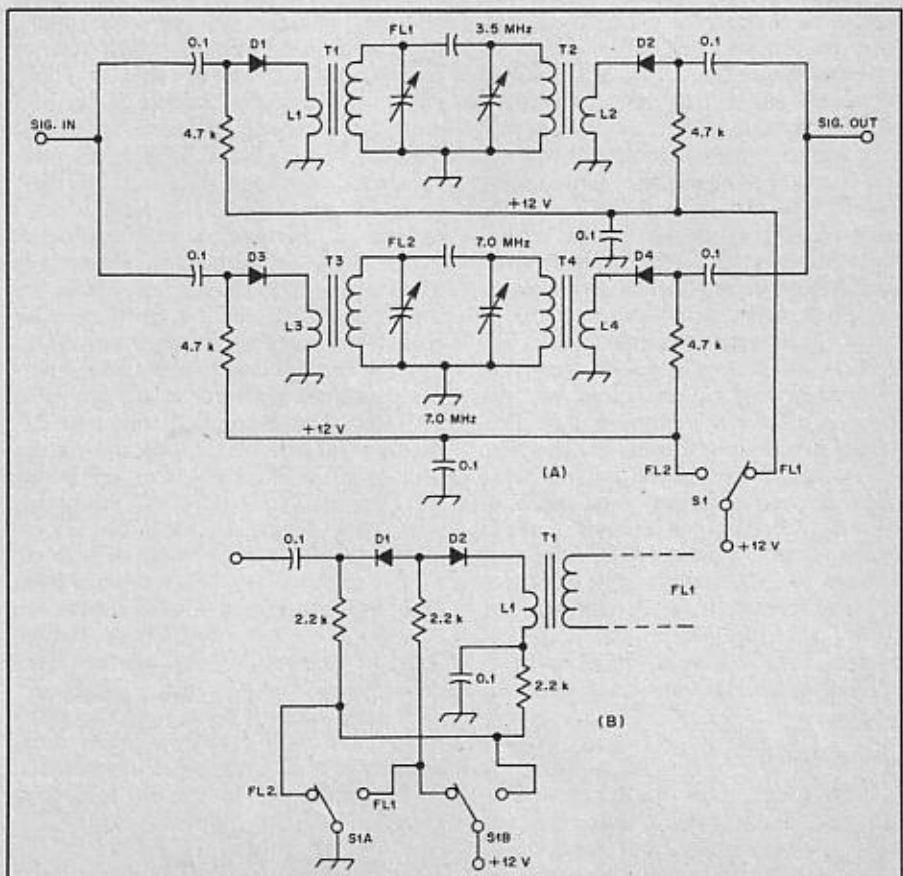 FL1
3.5 MHz
0.1
D1
T1
T2
D2
0.1
SIG. IN
4.7 k
L1
L2
4.7 k
SIG. OUT
+12 V
0.1
FL2
7.0 MHz
0.1
D3
T3
T4
D4
0.1
4.7 k
L3
L4
4.7 k
7.0 MHz
+12 V
0.1
(A)
FL2
FL1
S1
+12 V
0.1
D1
D2
T1
L1
FL1
2.2 k
2.2 k
0.1
2.2 k
(B)
FL2
FL1
S1A
S1B
+12 V